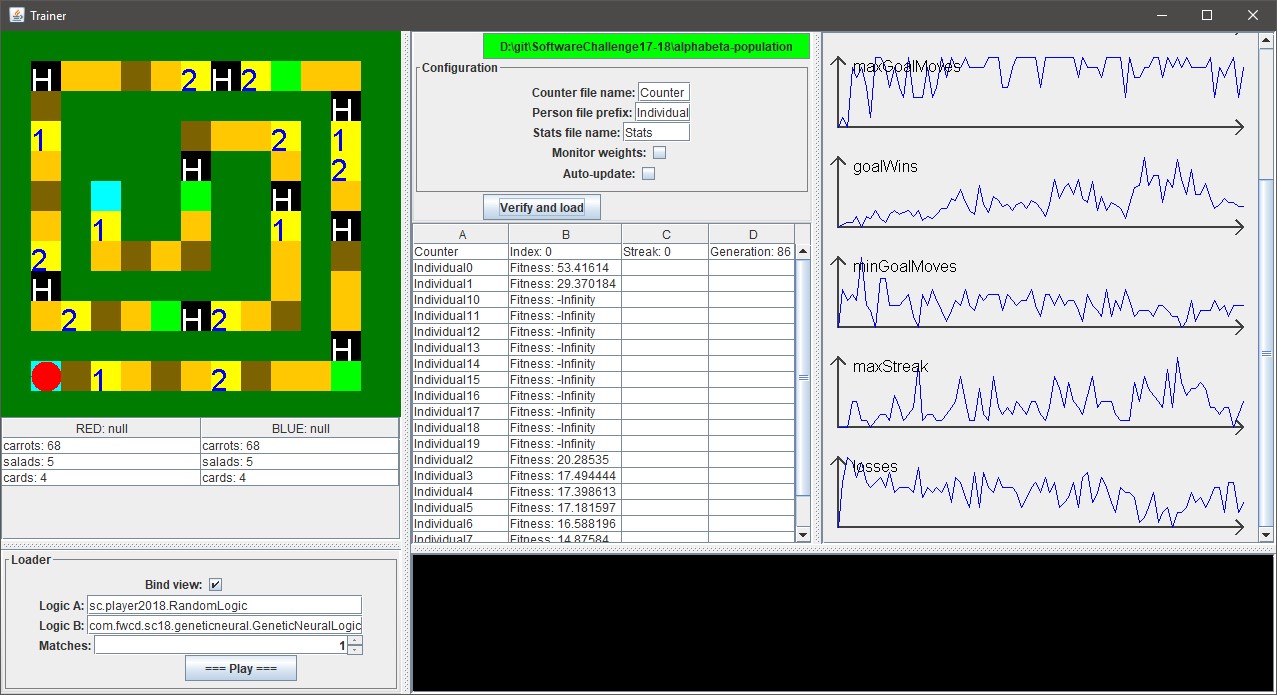 Trainer
H 2 H 2
H
1 2 1
H 2
H
1 1 H
2
H
2 H 2
H
1 2
RED: null BLUE: null
carrots: 68 carrots: 68
salads: 5 salads: 5
cards: 4 cards: 4
Loader
Bind view:
Logic A: sc.player2018.RandomLogic
Logic B: com.fwcd.sc18.geneticneural.GeneticNeuralLogic
Matches: 1
=== Play ===
D:\git\SoftwareChallenge17-18\alphabeta-population
Configuration
Counter file name: Counter
Person file prefix: Individual
Stats file name: Stats
Monitor weights:
Auto-update:
Verify and load
A B C D
Counter Index: 0 Streak: 0 Generation: 86
Individual0 Fitness: 53.41614
Individual1 Fitness: 29.370184
Individual10 Fitness: -Infinity
Individual11 Fitness: -Infinity
Individual12 Fitness: -Infinity
Individual13 Fitness: -Infinity
Individual14 Fitness: -Infinity
Individual15 Fitness: -Infinity
Individual16 Fitness: -Infinity
Individual17 Fitness: -Infinity
Individual18 Fitness: -Infinity
Individual19 Fitness: -Infinity
Individual2 Fitness: 20.28535
Individual3 Fitness: 17.494444
Individual4 Fitness: 17.398613
Individual5 Fitness: 17.181597
Individual6 Fitness: 16.588196
Individual7 Fitness: 14.87584
maxGoalMoves
goalWins
minGoalMoves
maxStreak
losses